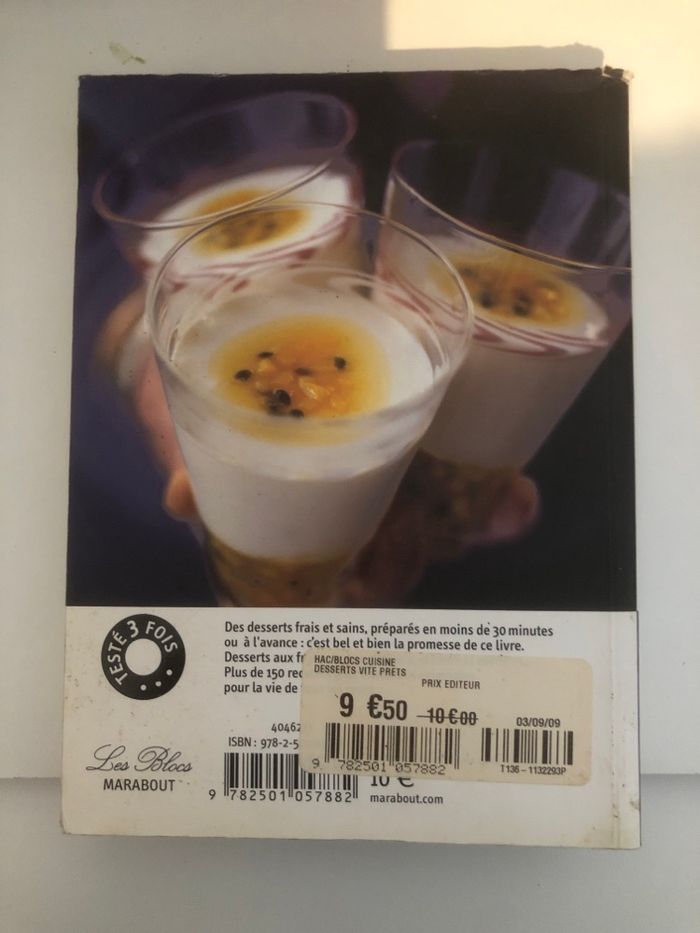 TESTÉ 3 FOIS
Des desserts frais et sains, préparés en moins de 30 minutes
ou à l'avance : c'est bel et bien la promesse de ce livre.
Desserts aux
Plus de 150
pour la vie de
HAC/BLOCS CUISINE
DESSERTS VITE PRETS
PRIX EDITEUR
9 €50 10 €00
03/09/09
9 782501 057882
T136-1132293P
40462
ISBN : 978-2-5
Les Blocs
MARABOUT
9 782501 057882
10 €
marabout.com